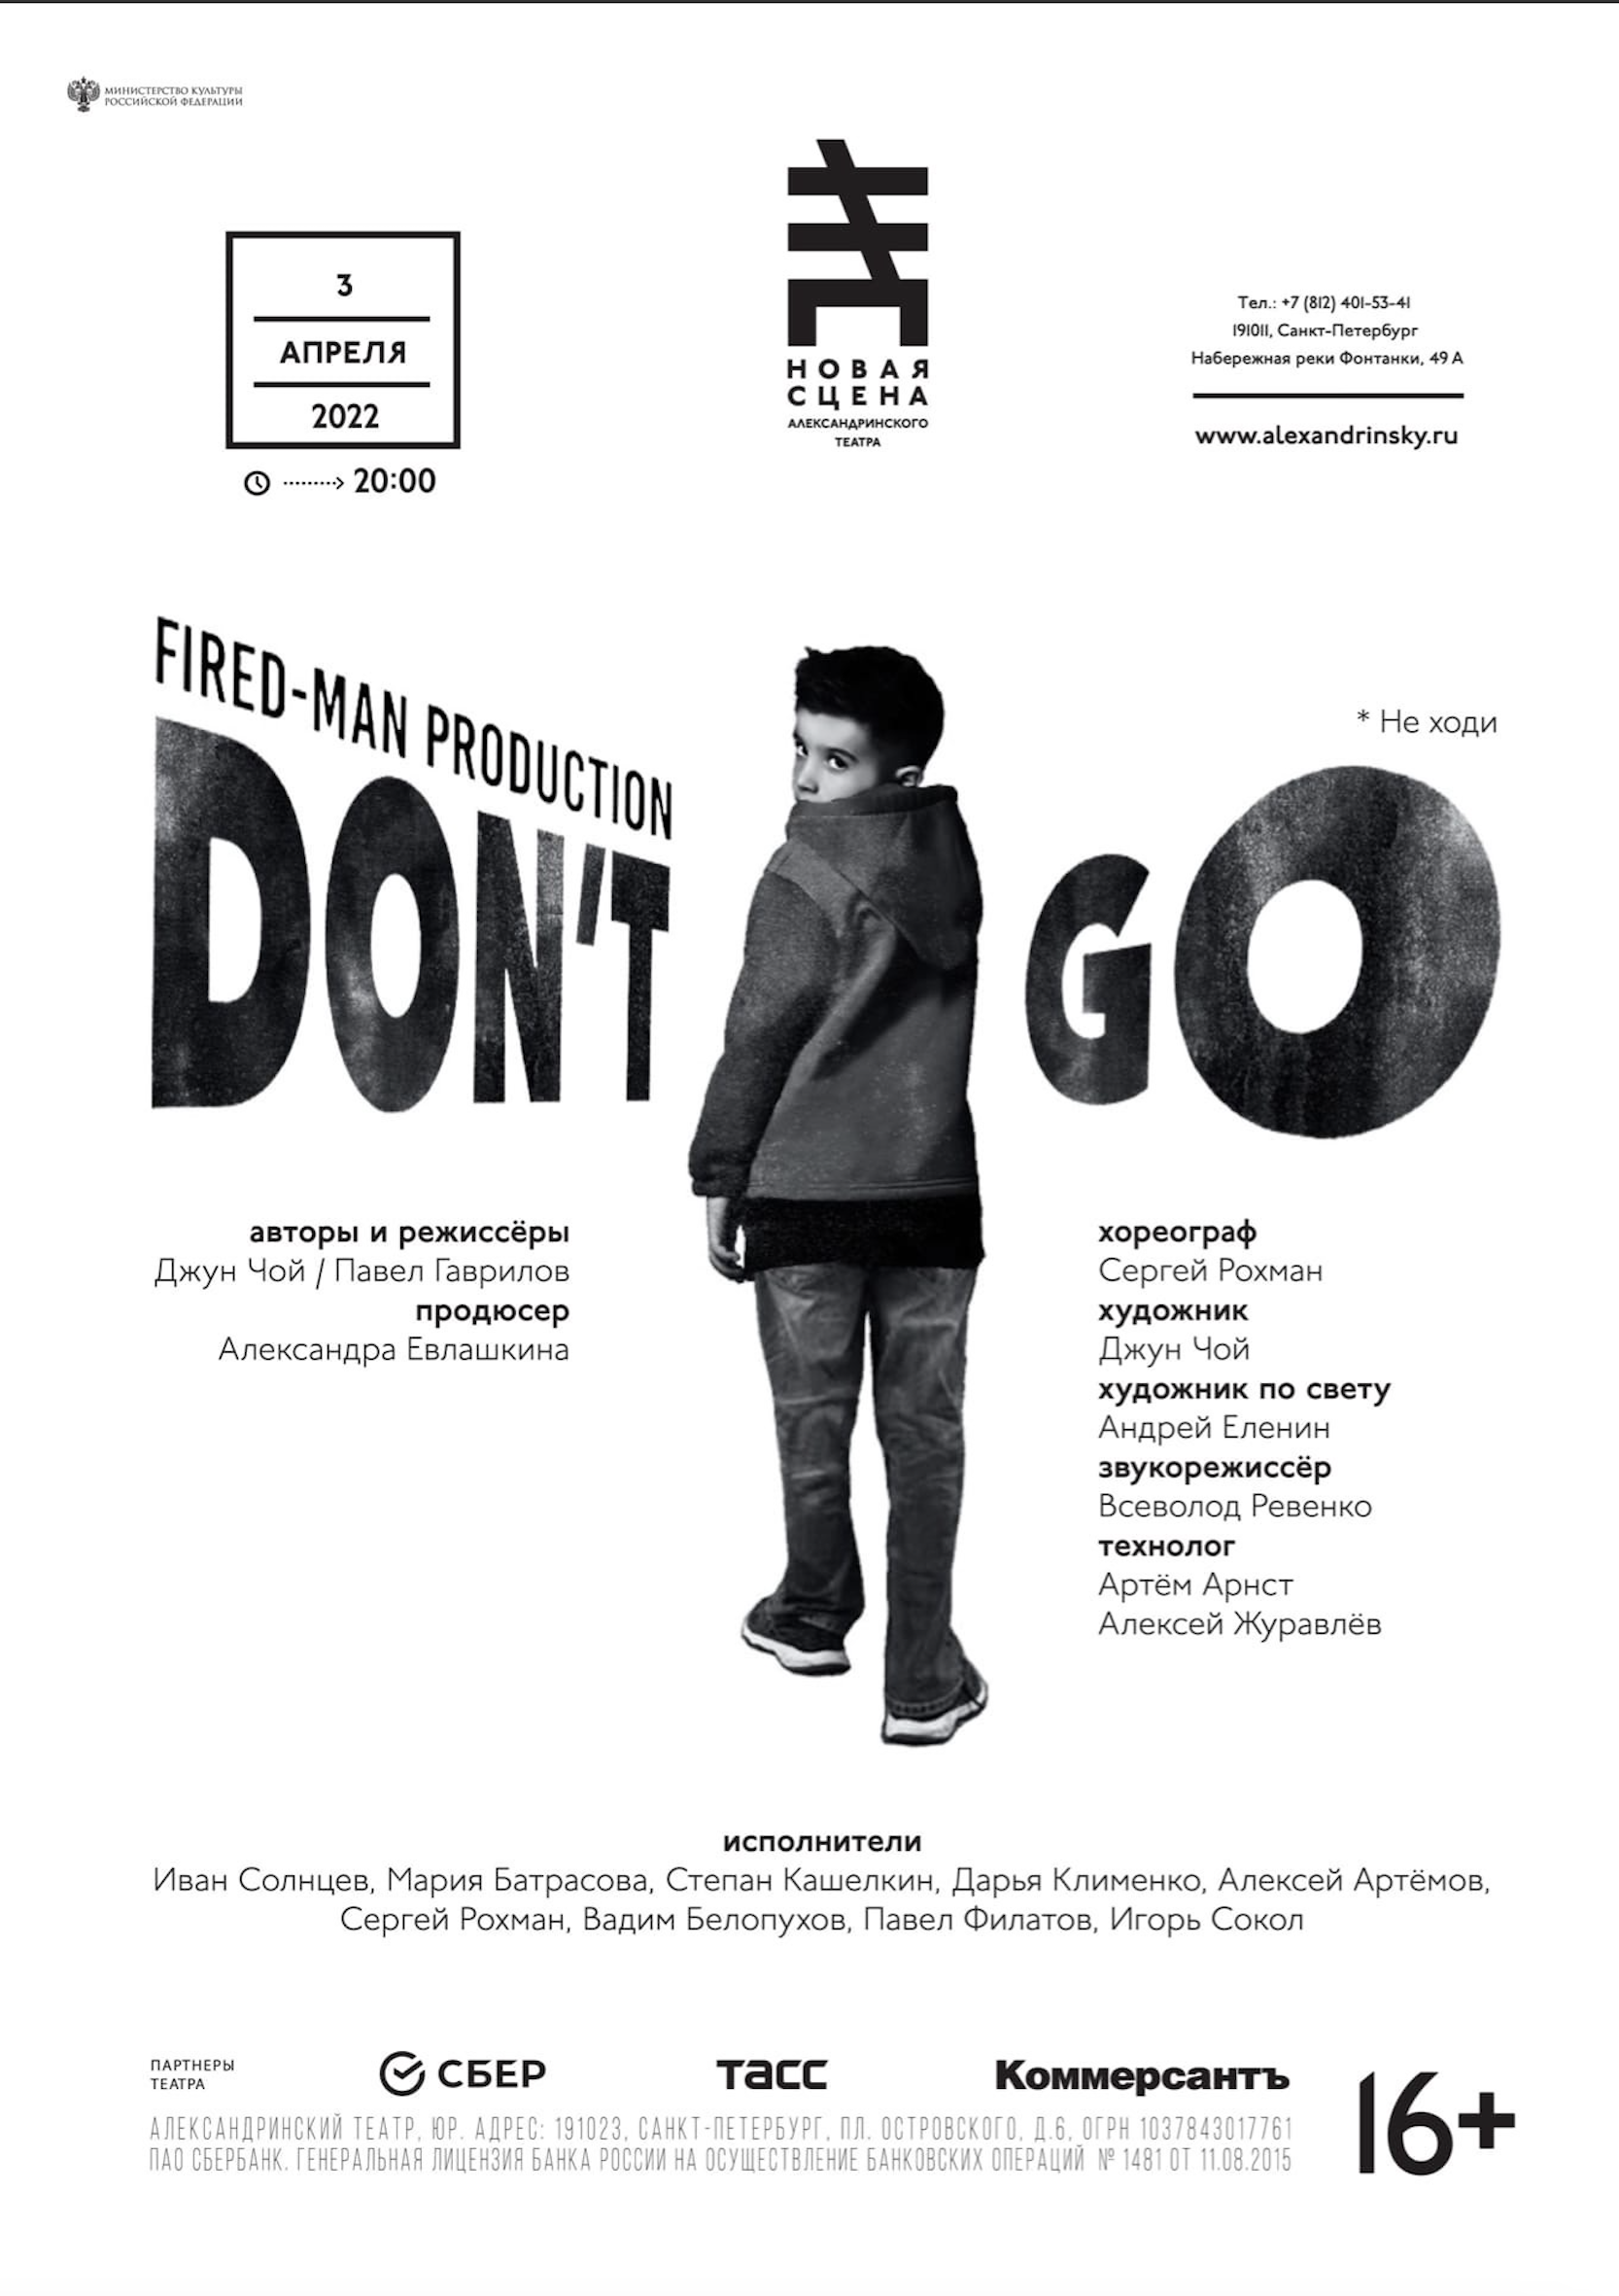 МИНИСТЕРСТВО КУЛЬТУРЫ
РОССИЙСКОЙ ФЕДЕРАЦИИ
3
АПРЕЛЯ
2022
20:00
НОВАЯ
СЦЕНА
АЛЕКСАНДРИНСКОГО
ТЕАТРА
Тел.: +7 (812) 401-53-41
191011, Санкт-Петербург
Набережная реки Фонтанки, 49 А
www.alexandrinsky.ru
FIRED-MAN PRODUCTION
* Не ходи
DON'T GO
авторы и режиссёры
Джун Чой / Павел Гаврилов
продюсер
Александра Евлашкина
хореограф
Сергей Рохман
художник
Джун Чой
художник по свету
Андрей Еленин
звукорежиссёр
Всеволод Ревенко
технолог
Артём Арнст
Алексей Журавлёв
исполнители
Иван Солнцев, Мария Батрасова, Степан Кашелкин, Дарья Клименко, Алексей Артёмов,
Сергей Рохман, Вадим Белопухов, Павел Филатов, Игорь Сокол
ПАРТНЕРЫ
ТЕАТРА
СБЕР
ТАСС
Коммерсантъ
16+
АЛЕКСАНДРИНСКИЙ ТЕАТР, ЮР. АДРЕС: 191023, САНКТ-ПЕТЕРБУРГ, ПЛ. ОСТРОВСКОГО, Д.6, ОГРН 1037843017761
ПАО СБЕРБАНК. ГЕНЕРАЛЬНАЯ ЛИЦЕНЗИЯ БАНКА РОССИИ НА ОСУЩЕСТВЛЕНИЕ БАНКОВСКИХ ОПЕРАЦИЙ № 1481 ОТ 11.08.2015